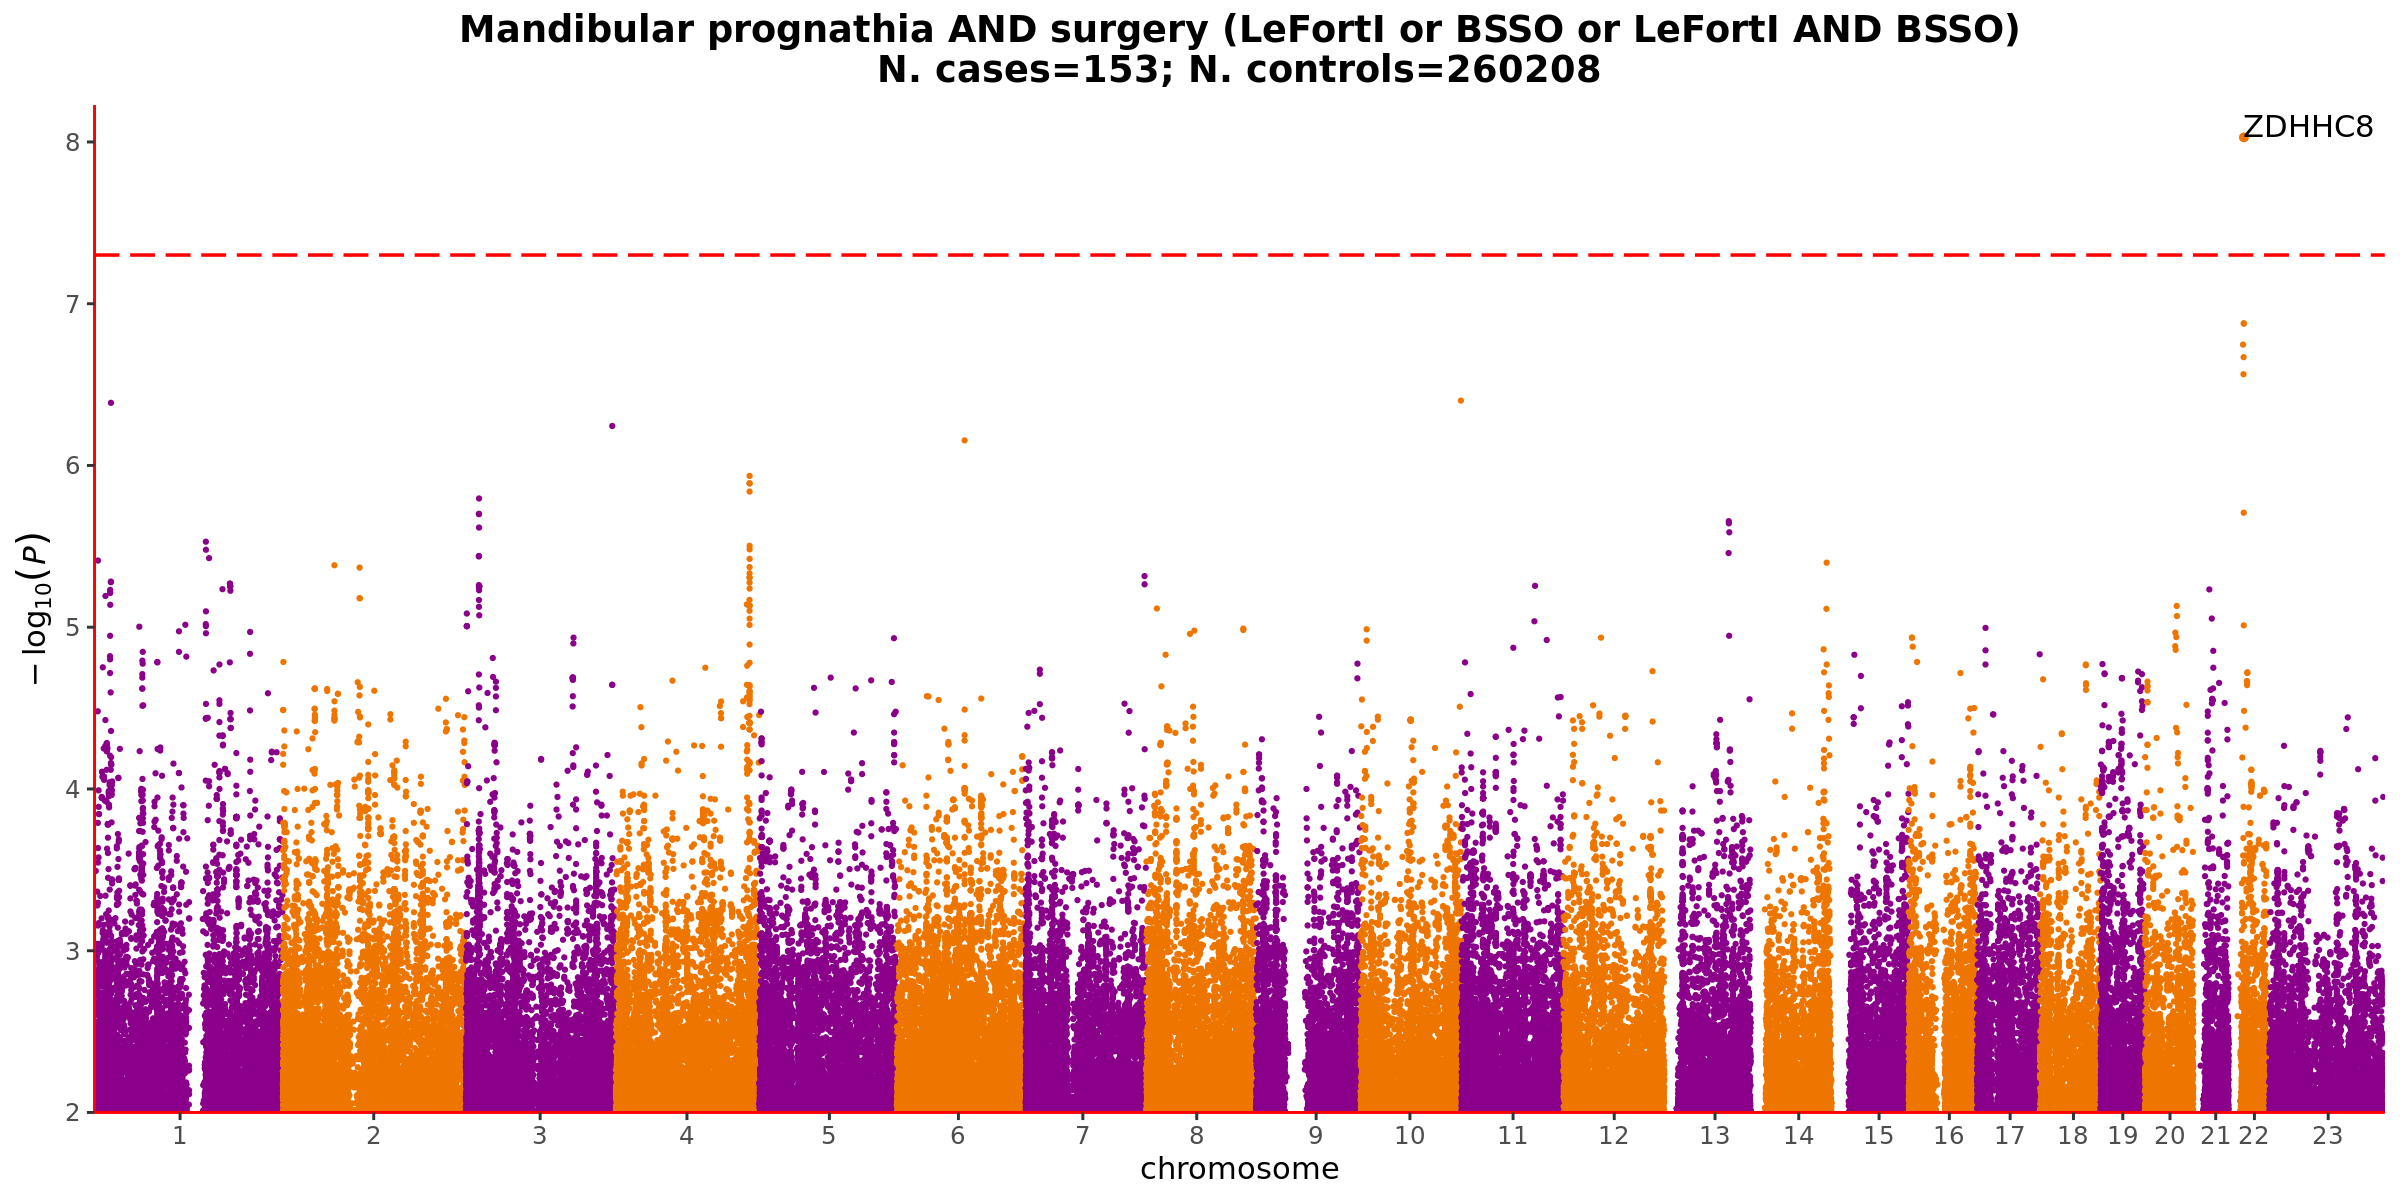 Mandibular prognathia AND surgery (LeFortI or BSSO or LeFortI AND BSSO)
N. cases=153; N. controls=260208
ZDHHC8
8
7
6
5
4
3
2
−log₁₀(P)
1 2 3 4 5 6 7 8 9 10 11 12 13 14 15 16 17 18 19 20 21 22 23
chromosome